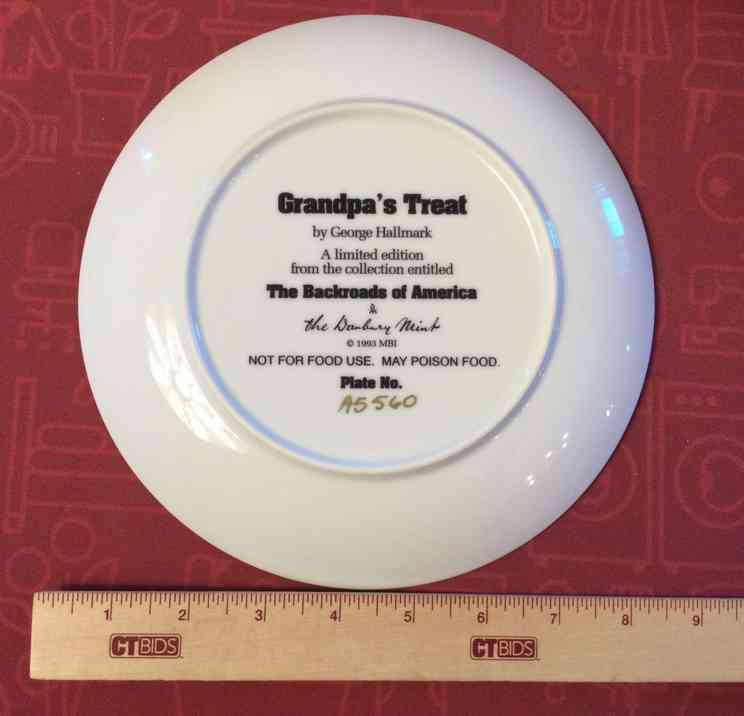 Grandpa's Treat
by George Hallmark
A limited edition
from the collection entitled
The Backroads of America
&
The Danbury Mint
© 1993 MBI
NOT FOR FOOD USE. MAY POISON FOOD.
Plate No.
A5560
1 2 3 4 5 6 7 8 9
CTBIDS CTBIDS